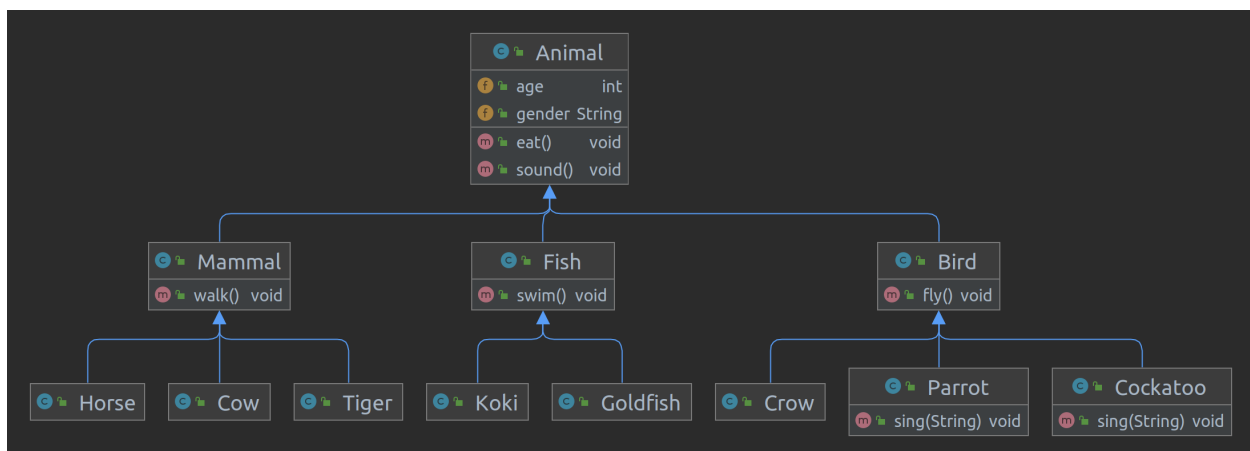 Animal
age int
gender String
eat() void
sound() void
Mammal
walk() void
Fish
swim() void
Bird
fly() void
Horse
Cow
Tiger
Koki
Goldfish
Crow
Parrot
sing(String) void
Cockatoo
sing(String) void